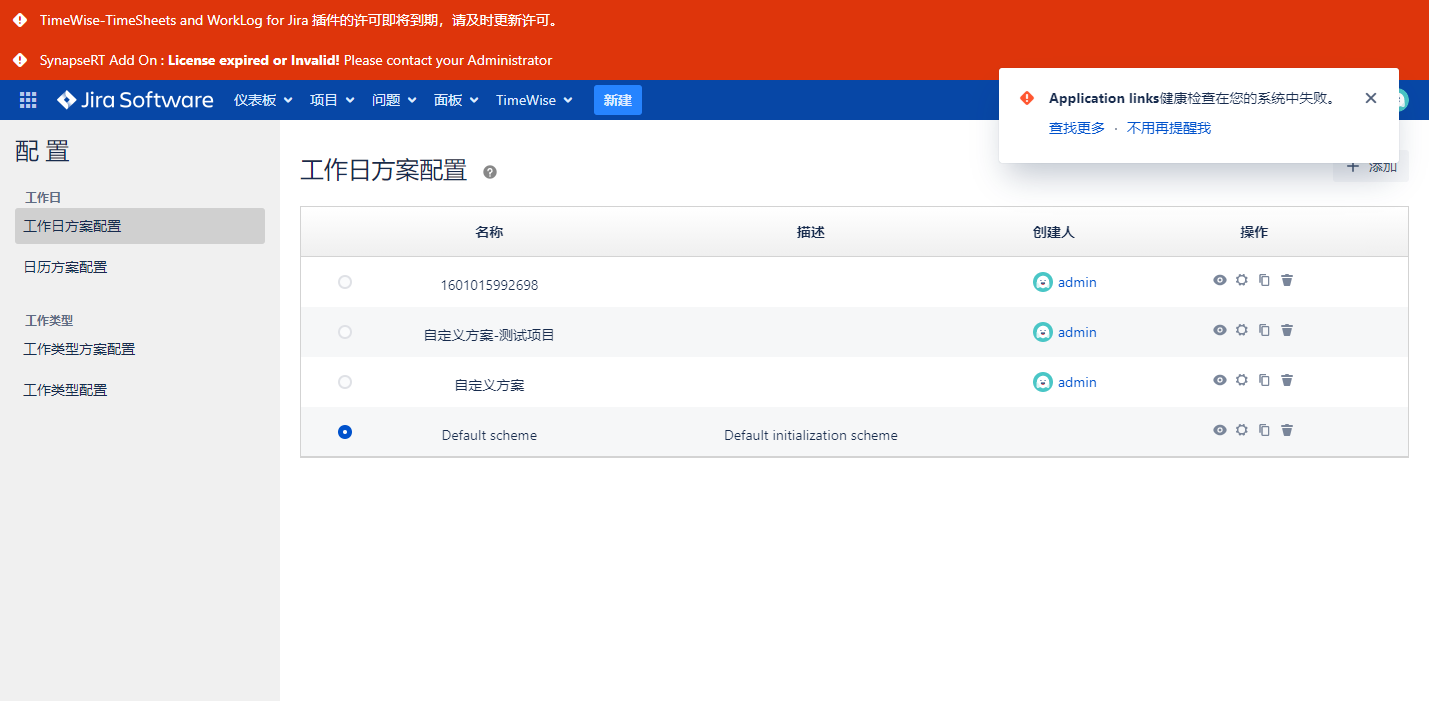 TimeWise-TimeSheets and WorkLog for Jira 插件的许可即将到期，请及时更新许可。
SynapseRT Add On : License expired or Invalid! Please contact your Administrator
Jira Software 仪表板 项目 问题 面板 TimeWise 新建
Application links健康检查在您的系统中失败。
查找更多 · 不用再提醒我
配 置
工作日
工作日方案配置
日历方案配置
工作类型
工作类型方案配置
工作类型配置
工作日方案配置
添加
名称 描述 创建人 操作
1601015992698 admin
自定义方案-测试项目 admin
自定义方案 admin
Default scheme Default initialization scheme